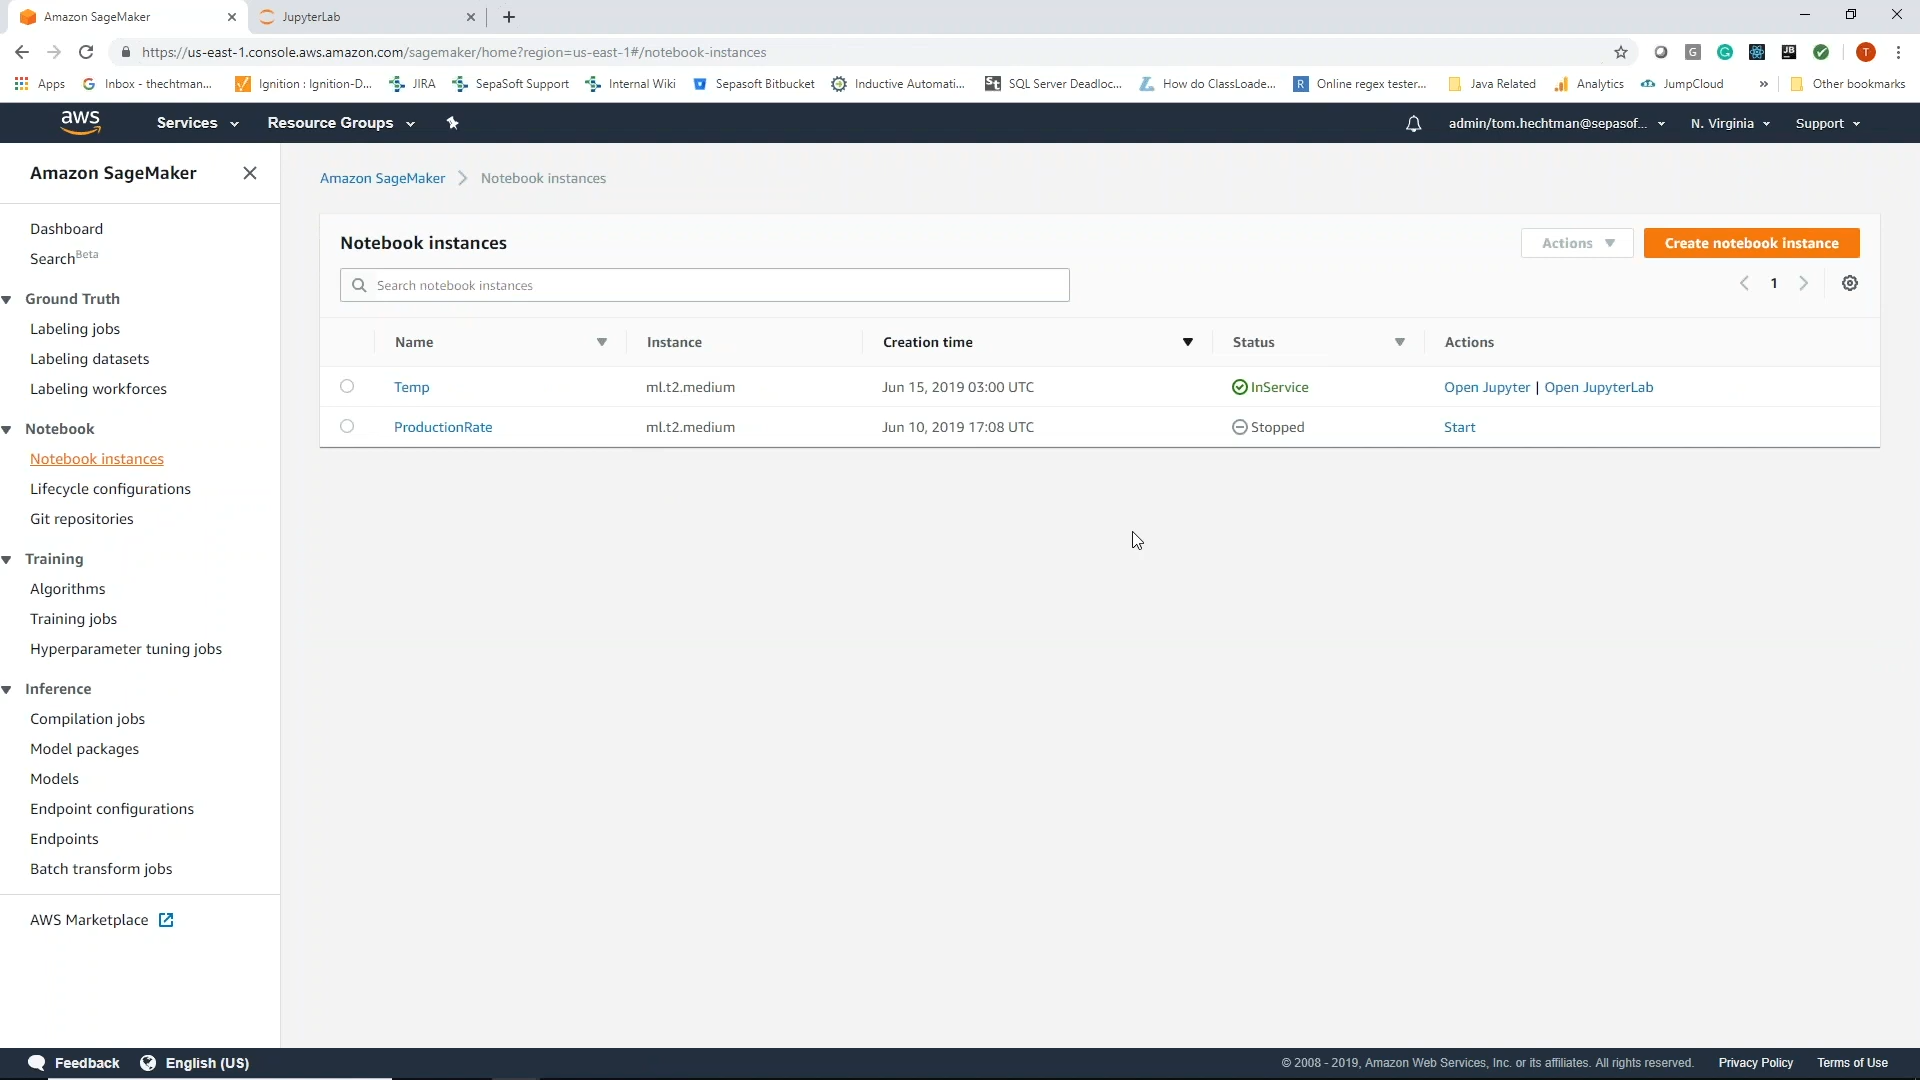 Amazon SageMaker
JupyterLab
https://us-east-1.console.aws.amazon.com/sagemaker/home?region=us-east-1#/notebook-instances
Apps Inbox - thechtman... Ignition : Ignition-D... JIRA SepaSoft Support Internal Wiki Sepasoft Bitbucket Inductive Automati... SQL Server Deadloc... How do ClassLoade... R Online regex tester... Java Related Analytics JumpCloud » Other bookmarks
aws Services Resource Groups admin/tom.hechtman@sepasof... N. Virginia Support
Amazon SageMaker
Dashboard
Search Beta
Ground Truth
Labeling jobs
Labeling datasets
Labeling workforces
Notebook
Notebook instances
Lifecycle configurations
Git repositories
Training
Algorithms
Training jobs
Hyperparameter tuning jobs
Inference
Compilation jobs
Model packages
Models
Endpoint configurations
Endpoints
Batch transform jobs
AWS Marketplace
Amazon SageMaker > Notebook instances
Notebook instances
Actions Create notebook instance
Search notebook instances
1
Name Instance Creation time Status Actions
Temp ml.t2.medium Jun 15, 2019 03:00 UTC InService Open Jupyter | Open JupyterLab
ProductionRate ml.t2.medium Jun 10, 2019 17:08 UTC Stopped Start
Feedback English (US) © 2008 - 2019, Amazon Web Services, Inc. or its affiliates. All rights reserved. Privacy Policy Terms of Use